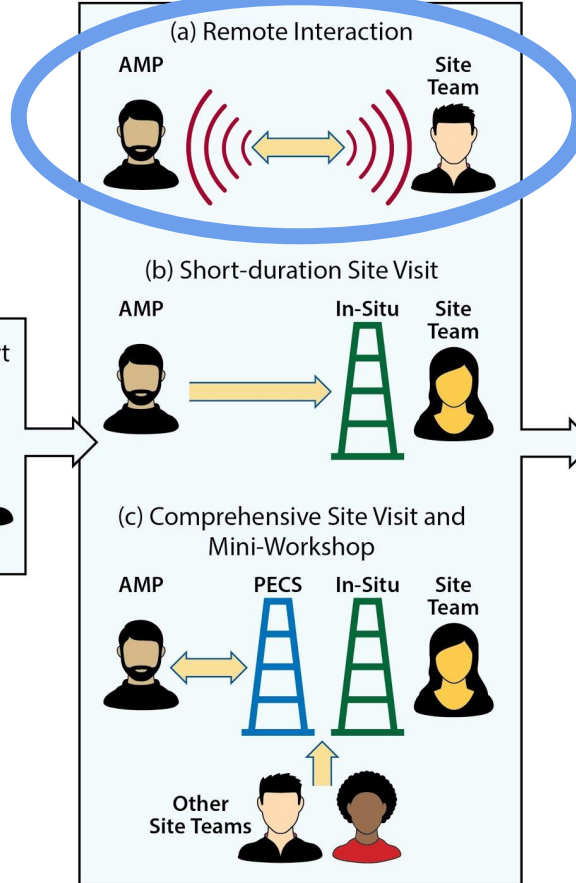 (a) Remote Interaction
AMP
Site
Team
(b) Short-duration Site Visit
AMP
In-Situ
Site
Team
(c) Comprehensive Site Visit and
Mini-Workshop
AMP
PECS
In-Situ
Site
Team
Other
Site Teams